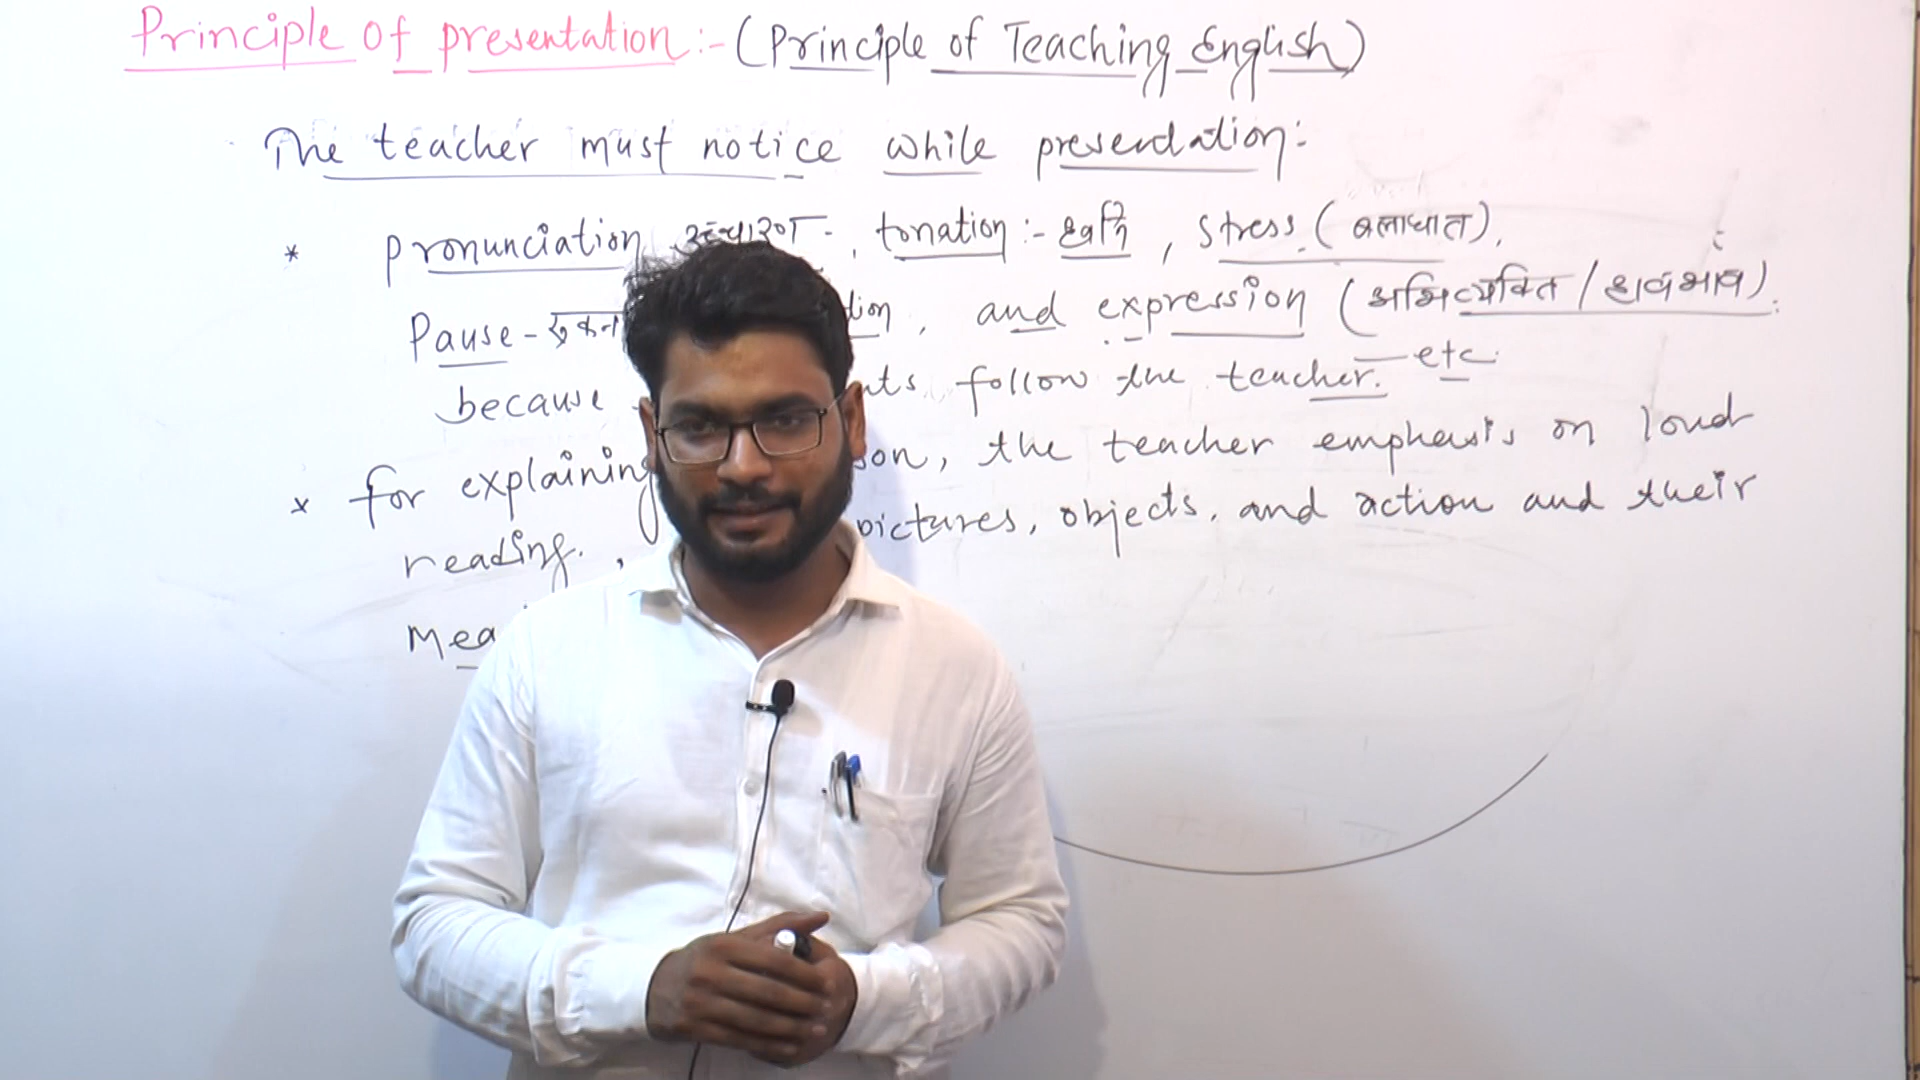 Principle of presentation:- (Principle of Teaching English)
The teacher must notice while presentation:
* pronunciation उच्चारण - , tonation :- ध्वनि , stress (बलाघात).
Pause - , and expression (अभिव्यक्ति / हावभाव).
because follow the teacher. etc.
* for explaining , the teacher emphasis on loud
reading. , pictures, objects, and action and their